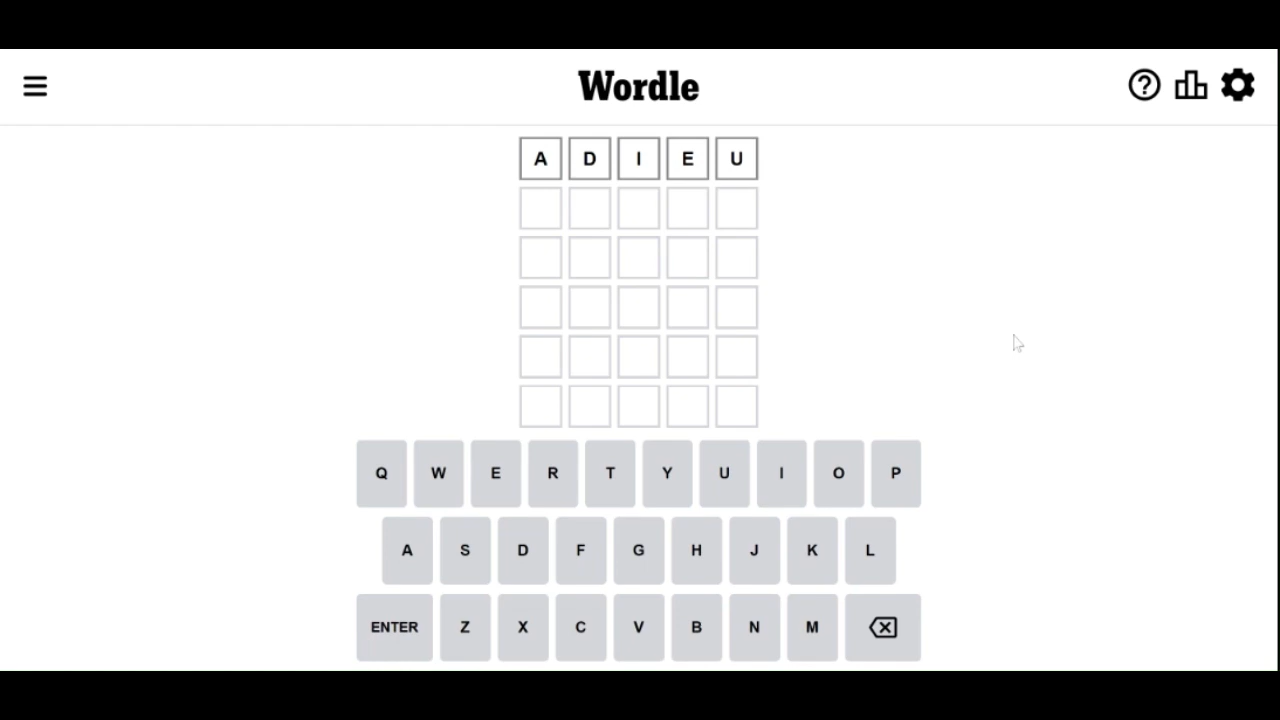 Wordle
A D I E U
Q W E R T Y U I O P
A S D F G H J K L
ENTER Z X C V B N M